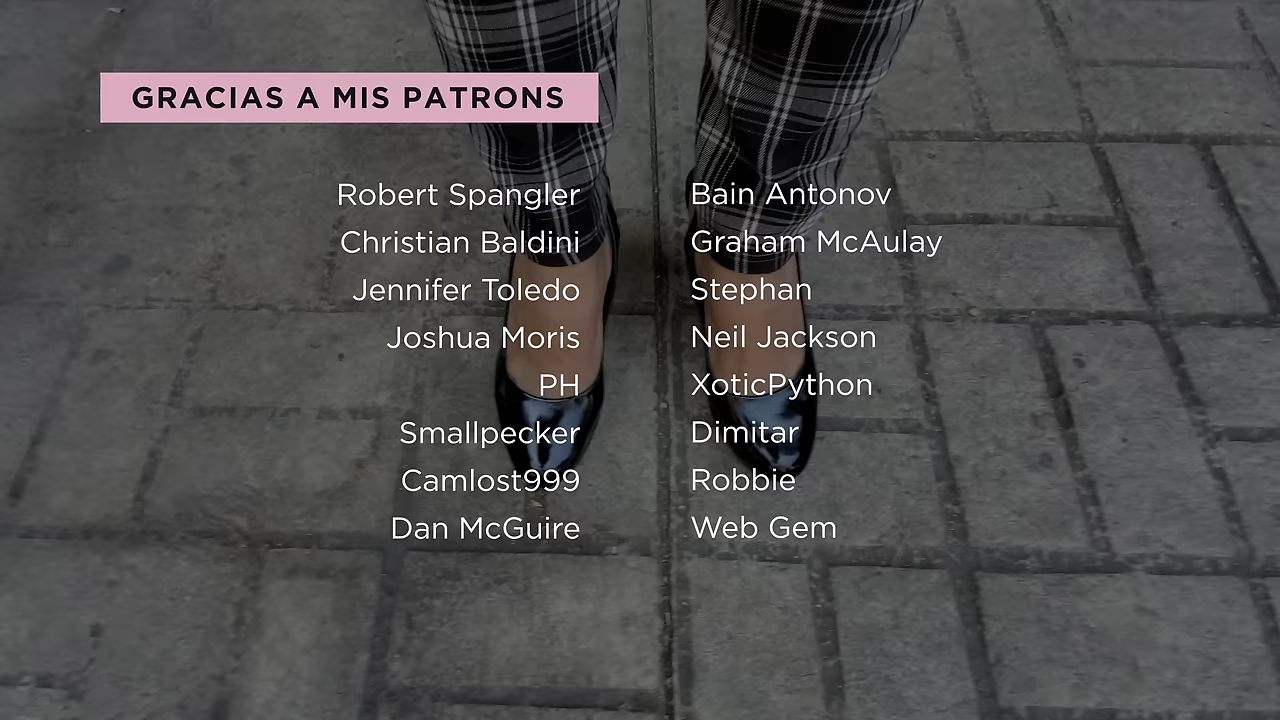 GRACIAS A MIS PATRONS
Robert Spangler
Christian Baldini
Jennifer Toledo
Joshua Moris
PH
Smallpecker
Camlost999
Dan McGuire
Bain Antonov
Graham McAulay
Stephan
Neil Jackson
XoticPython
Dimitar
Robbie
Web Gem